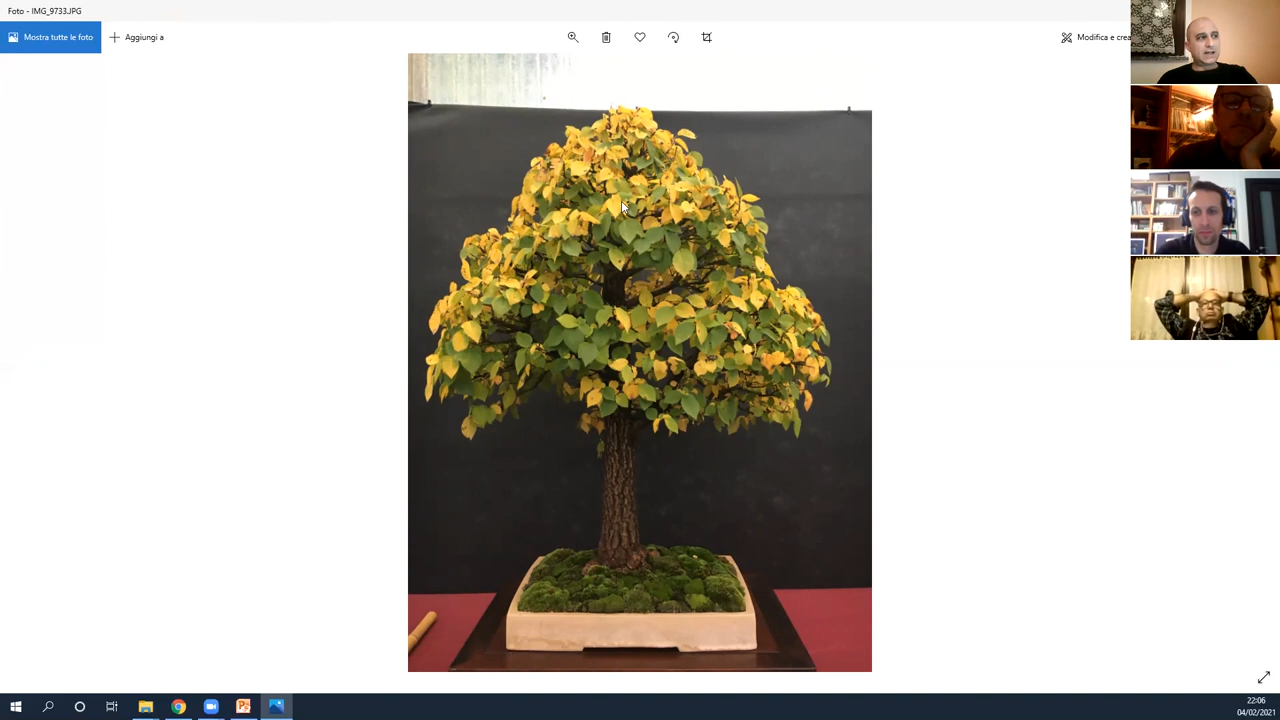 Foto - IMG_9733.JPG
Mostra tutte le foto
Aggiungi a
Modifica e crea
22:06
04/02/2021